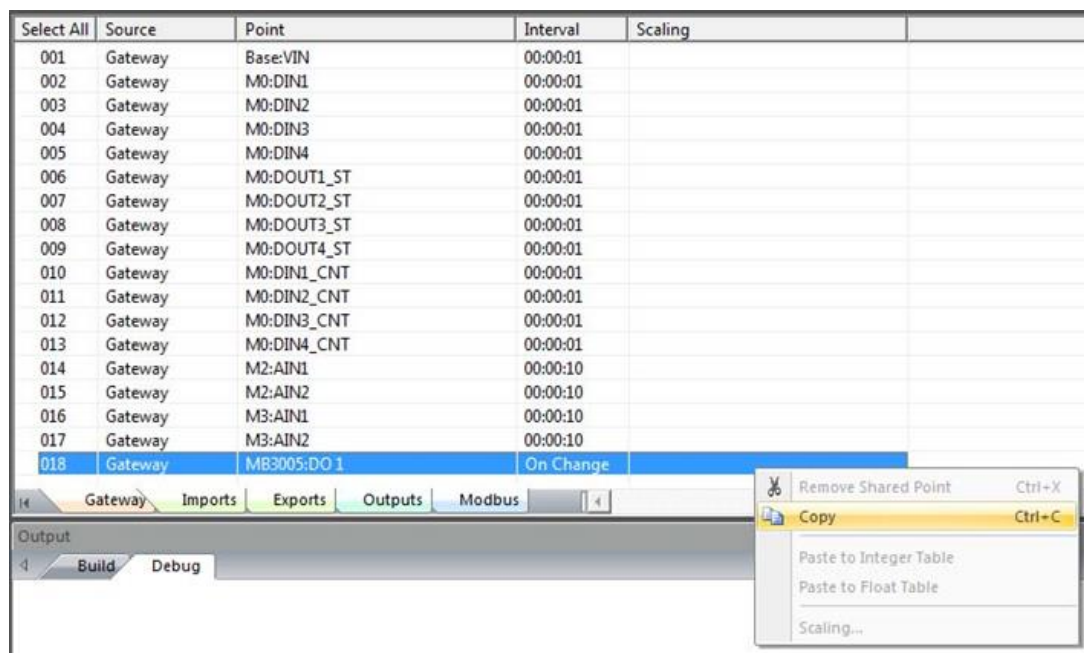 Select All Source Point Interval Scaling
001 Gateway Base:VIN 00:00:01
002 Gateway M0:DIN1 00:00:01
003 Gateway M0:DIN2 00:00:01
004 Gateway M0:DIN3 00:00:01
005 Gateway M0:DIN4 00:00:01
006 Gateway M0:DOUT1_ST 00:00:01
007 Gateway M0:DOUT2_ST 00:00:01
008 Gateway M0:DOUT3_ST 00:00:01
009 Gateway M0:DOUT4_ST 00:00:01
010 Gateway M0:DIN1_CNT 00:00:01
011 Gateway M0:DIN2_CNT 00:00:01
012 Gateway M0:DIN3_CNT 00:00:01
013 Gateway M0:DIN4_CNT 00:00:01
014 Gateway M2:AIN1 00:00:10
015 Gateway M2:AIN2 00:00:10
016 Gateway M3:AIN1 00:00:10
017 Gateway M3:AIN2 00:00:10
018 Gateway MB3005:DO 1 On Change
Gateway Imports Exports Outputs Modbus
Remove Shared Point Ctrl+X
Copy Ctrl+C
Paste to Integer Table
Paste to Float Table
Scaling...
Output
Build Debug